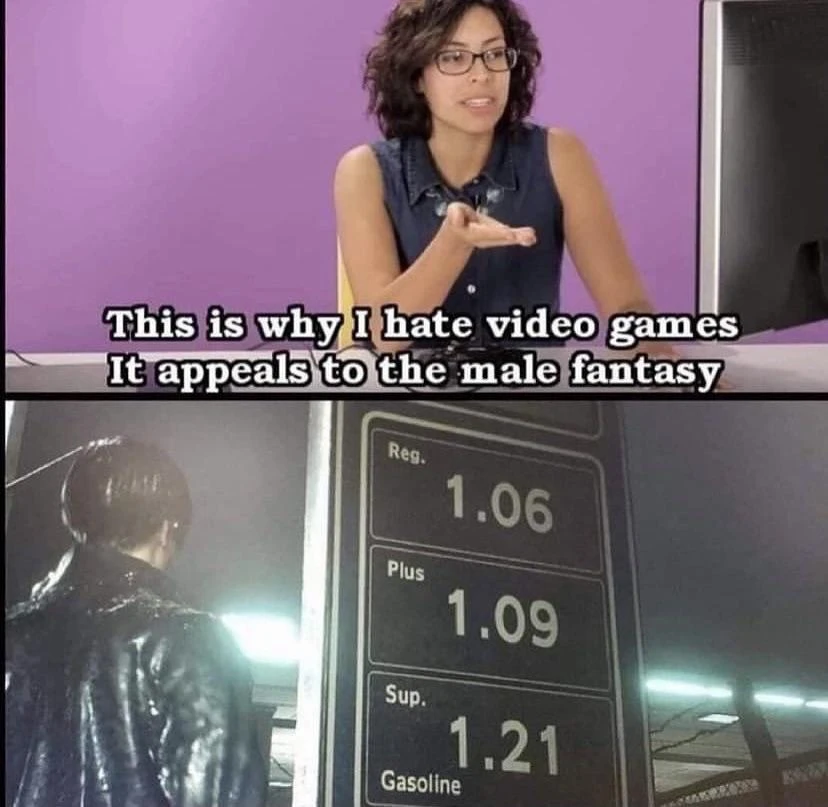 This is why I hate video games
It appeals to the male fantasy
Reg.
1.06
Plus
1.09
Sup.
1.21
Gasoline